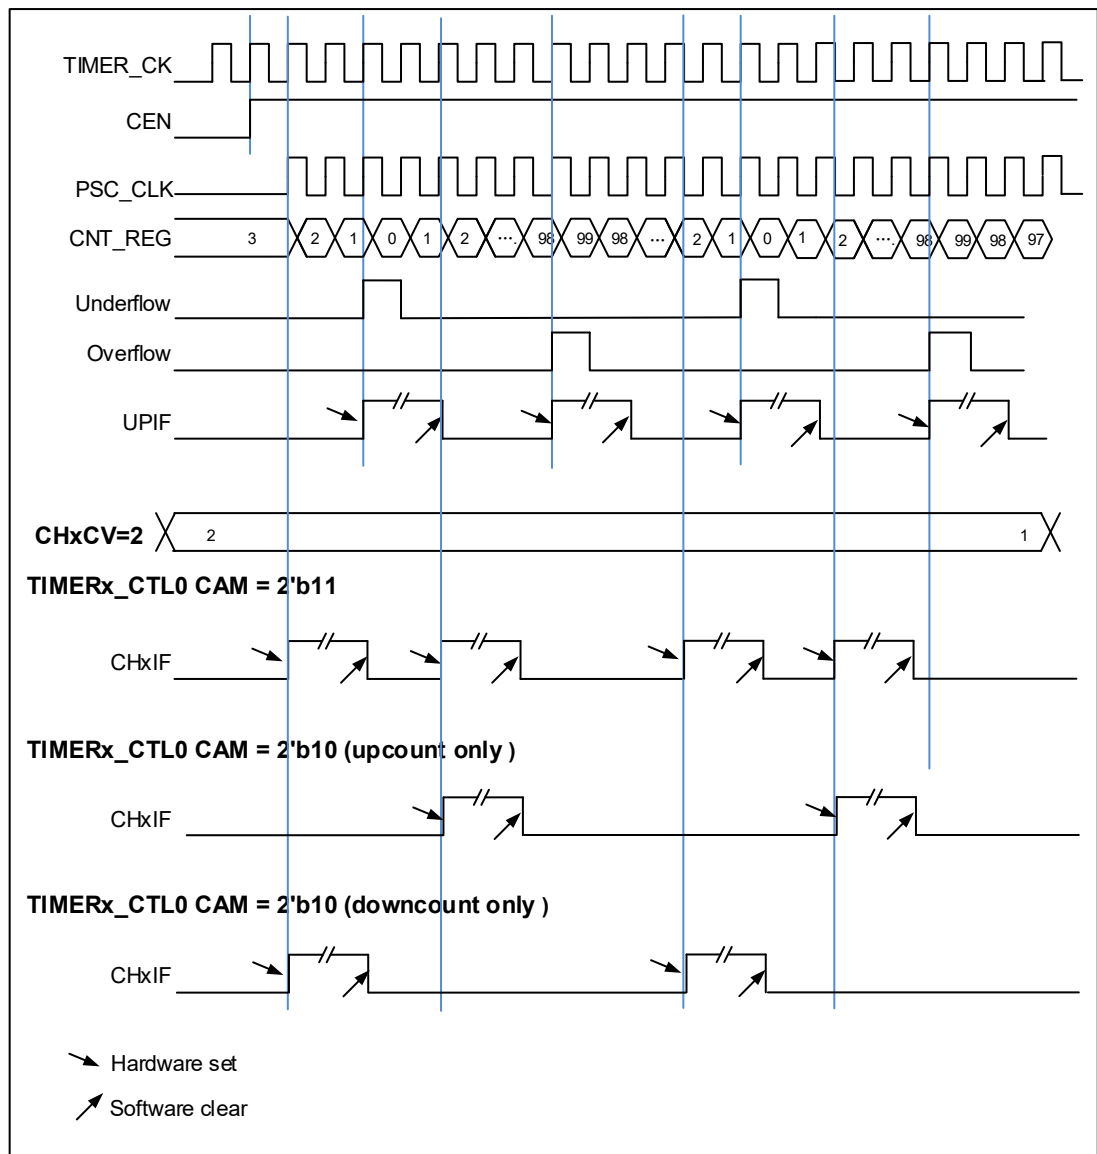 TIMER_CK
CEN
PSC_CLK
CNT_REG 3 2 1 0 1 2 ···. 98 99 98 ··· 2 1 0 1 2 ···. 98 99 98 97
Underflow
Overflow
UPIF
CHxCV=2 2 1
TIMERx_CTL0 CAM = 2'b11
CHxIF
TIMERx_CTL0 CAM = 2'b10 (upcount only )
CHxIF
TIMERx_CTL0 CAM = 2'b10 (downcount only )
CHxIF
Hardware set
Software clear